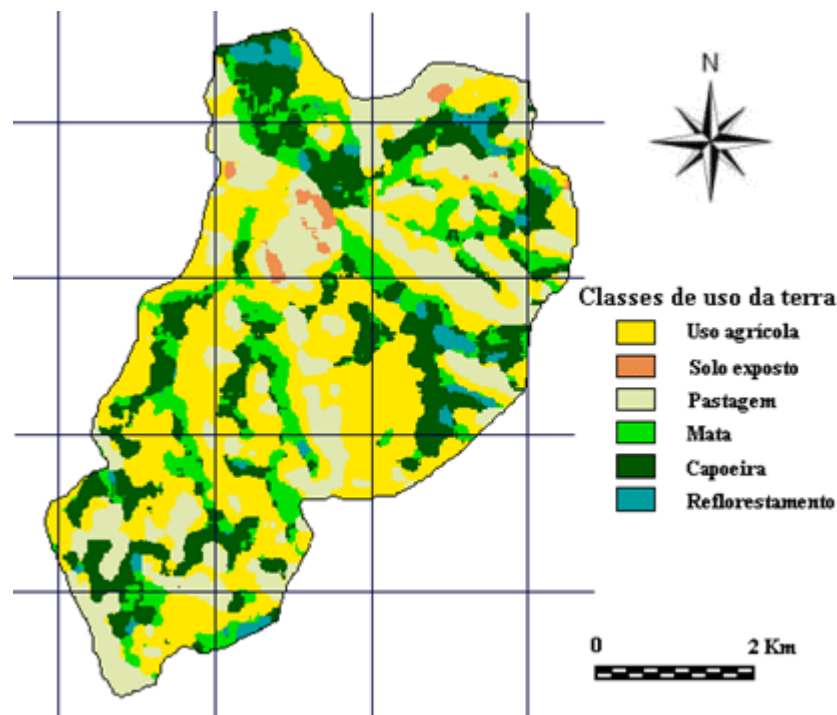 N
Classes de uso da terra
Uso agrícola
Solo exposto
Pastagem
Mata
Capoeira
Reflorestamento
0 2 Km